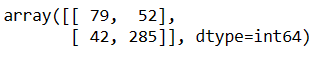 array([[ 79,  52],
       [ 42, 285]], dtype=int64)